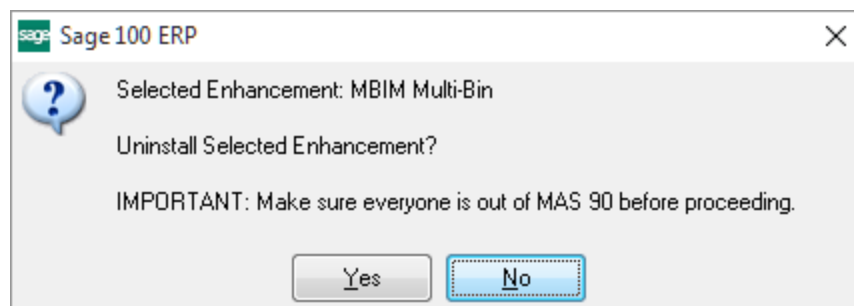 sage Sage 100 ERP
Selected Enhancement: MBIM Multi-Bin
Uninstall Selected Enhancement?
IMPORTANT: Make sure everyone is out of MAS 90 before proceeding.
Yes No